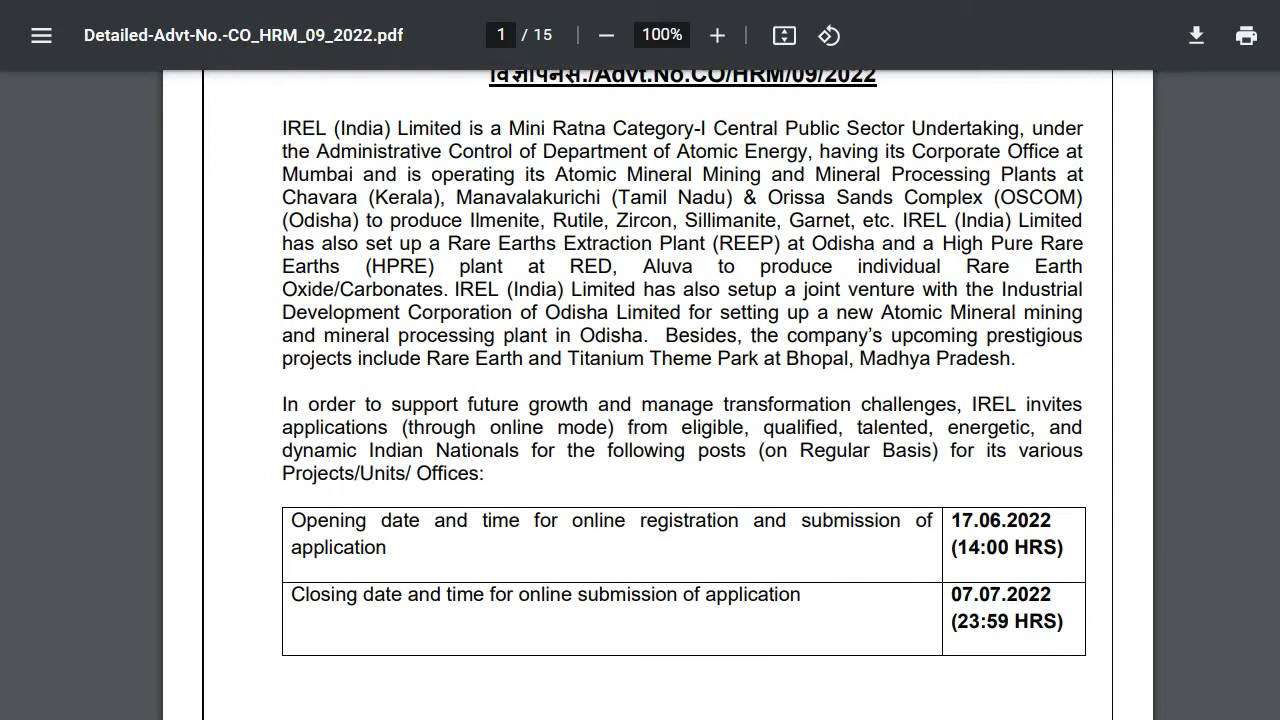 Detailed-Advt-No.-CO_HRM_09_2022.pdf
1 / 15
100%
विज्ञापनसं./Advt.No.CO/HRM/09/2022
IREL (India) Limited is a Mini Ratna Category-I Central Public Sector Undertaking, under
the Administrative Control of Department of Atomic Energy, having its Corporate Office at
Mumbai and is operating its Atomic Mineral Mining and Mineral Processing Plants at
Chavara (Kerala), Manavalakurichi (Tamil Nadu) & Orissa Sands Complex (OSCOM)
(Odisha) to produce Ilmenite, Rutile, Zircon, Sillimanite, Garnet, etc. IREL (India) Limited
has also set up a Rare Earths Extraction Plant (REEP) at Odisha and a High Pure Rare
Earths (HPRE) plant at RED, Aluva to produce individual Rare Earth
Oxide/Carbonates. IREL (India) Limited has also setup a joint venture with the Industrial
Development Corporation of Odisha Limited for setting up a new Atomic Mineral mining
and mineral processing plant in Odisha. Besides, the company's upcoming prestigious
projects include Rare Earth and Titanium Theme Park at Bhopal, Madhya Pradesh.
In order to support future growth and manage transformation challenges, IREL invites
applications (through online mode) from eligible, qualified, talented, energetic, and
dynamic Indian Nationals for the following posts (on Regular Basis) for its various
Projects/Units/ Offices:
Opening date and time for online registration and submission of
application
17.06.2022
(14:00 HRS)
Closing date and time for online submission of application
07.07.2022
(23:59 HRS)